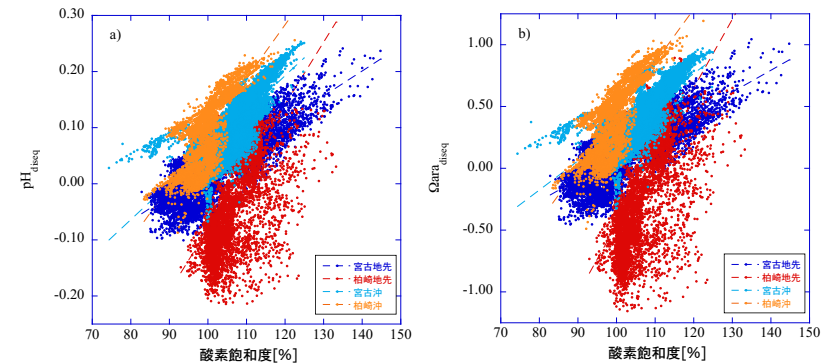 a)
0.30
0.20
0.10
0.00
-0.10
-0.20
pH diseq
70 80 90 100 110 120 130 140 150
酸素飽和度[%]
宮古地先
柏崎地先
宮古沖
柏崎沖
b)
1.00
0.50
0.00
-0.50
-1.00
Ωara diseq
70 80 90 100 110 120 130 140 150
酸素飽和度[%]
宮古地先
柏崎地先
宮古沖
柏崎沖